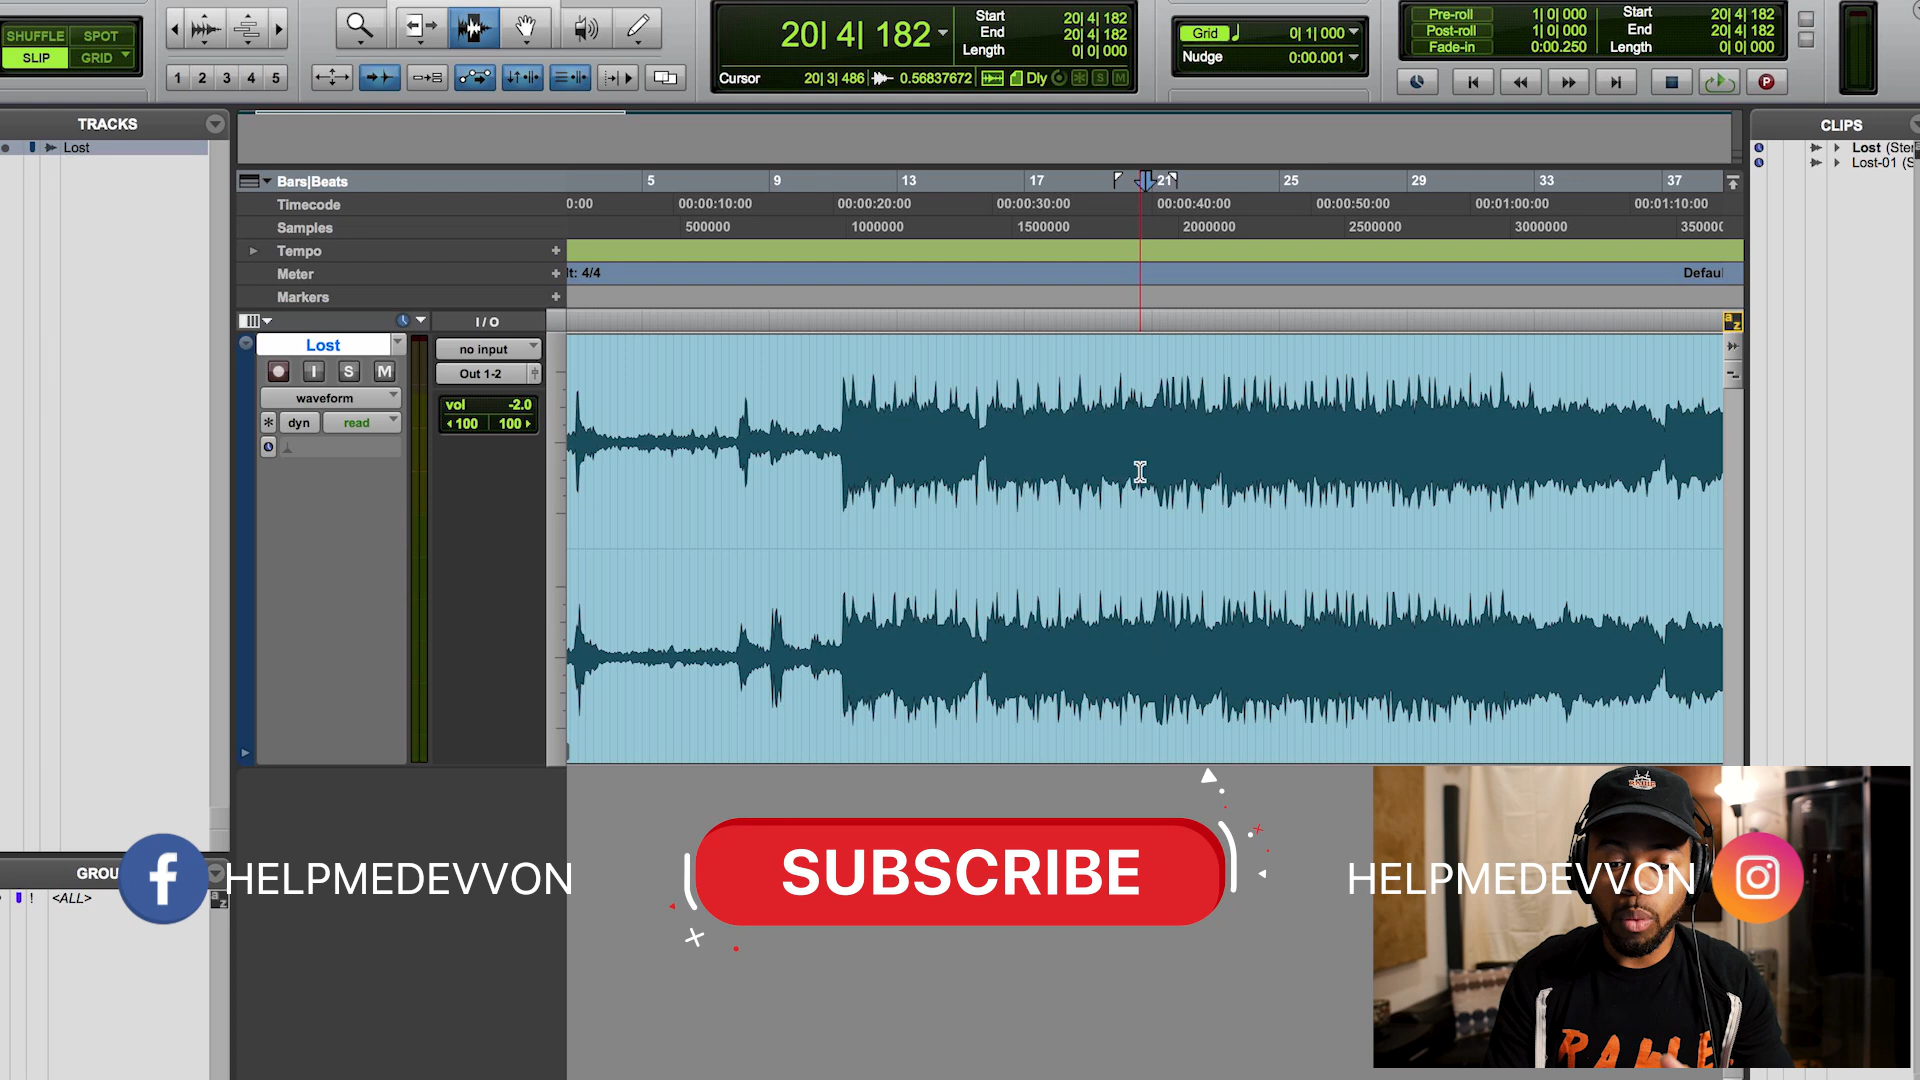 SHUFFLE SPOT
SLIP GRID
1 2 3 4 5
20| 4| 182
Start 20| 4| 182
End 20| 4| 182
Length 0| 0| 000
Cursor 20| 3| 486 0.56837672 Dly S M
Grid 0| 1| 000
Nudge 0:00.001
Pre-roll 1| 0| 000
Post-roll 1| 0| 000
Fade-in 0:00.250
Start 20| 4| 182
End 20| 4| 182
Length 0| 0| 000
P
TRACKS
Lost
CLIPS
Lost (Ster
Lost-01 (S
Bars|Beats 5 9 13 17 21 25 29 33 37
Timecode 0:00 00:00:10:00 00:00:20:00 00:00:30:00 00:00:40:00 00:00:50:00 00:01:00:00 00:01:10:00
Samples 500000 1000000 1500000 2000000 2500000 3000000 350000(
Tempo +
Meter + lt: 4/4 Defaul
Markers +
I / O
a z
Lost
no input
I S M
Out 1-2
waveform
vol -2.0
100 100
dyn read
GROU
! <ALL>
a z
HELPMEDEVVON
SUBSCRIBE
HELPMEDEVVON